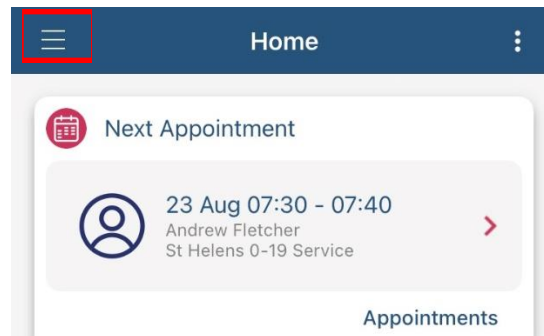 Home
Next Appointment
23 Aug 07:30 - 07:40
Andrew Fletcher
St Helens 0-19 Service
Appointments